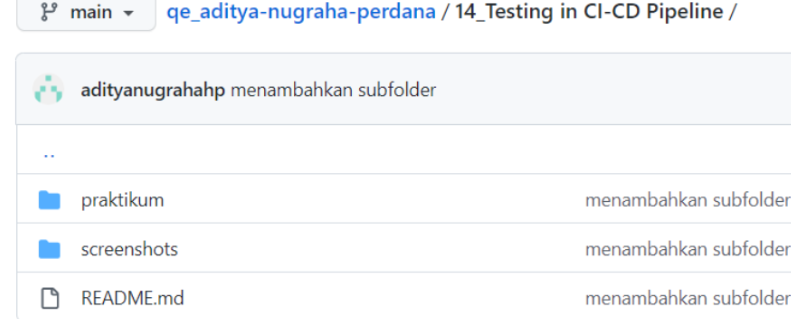 main qe_aditya-nugraha-perdana / 14_Testing in CI-CD Pipeline /
adityanugrahahp menambahkan subfolder
..
praktikum menambahkan subfolder
screenshots menambahkan subfolder
README.md menambahkan subfolder